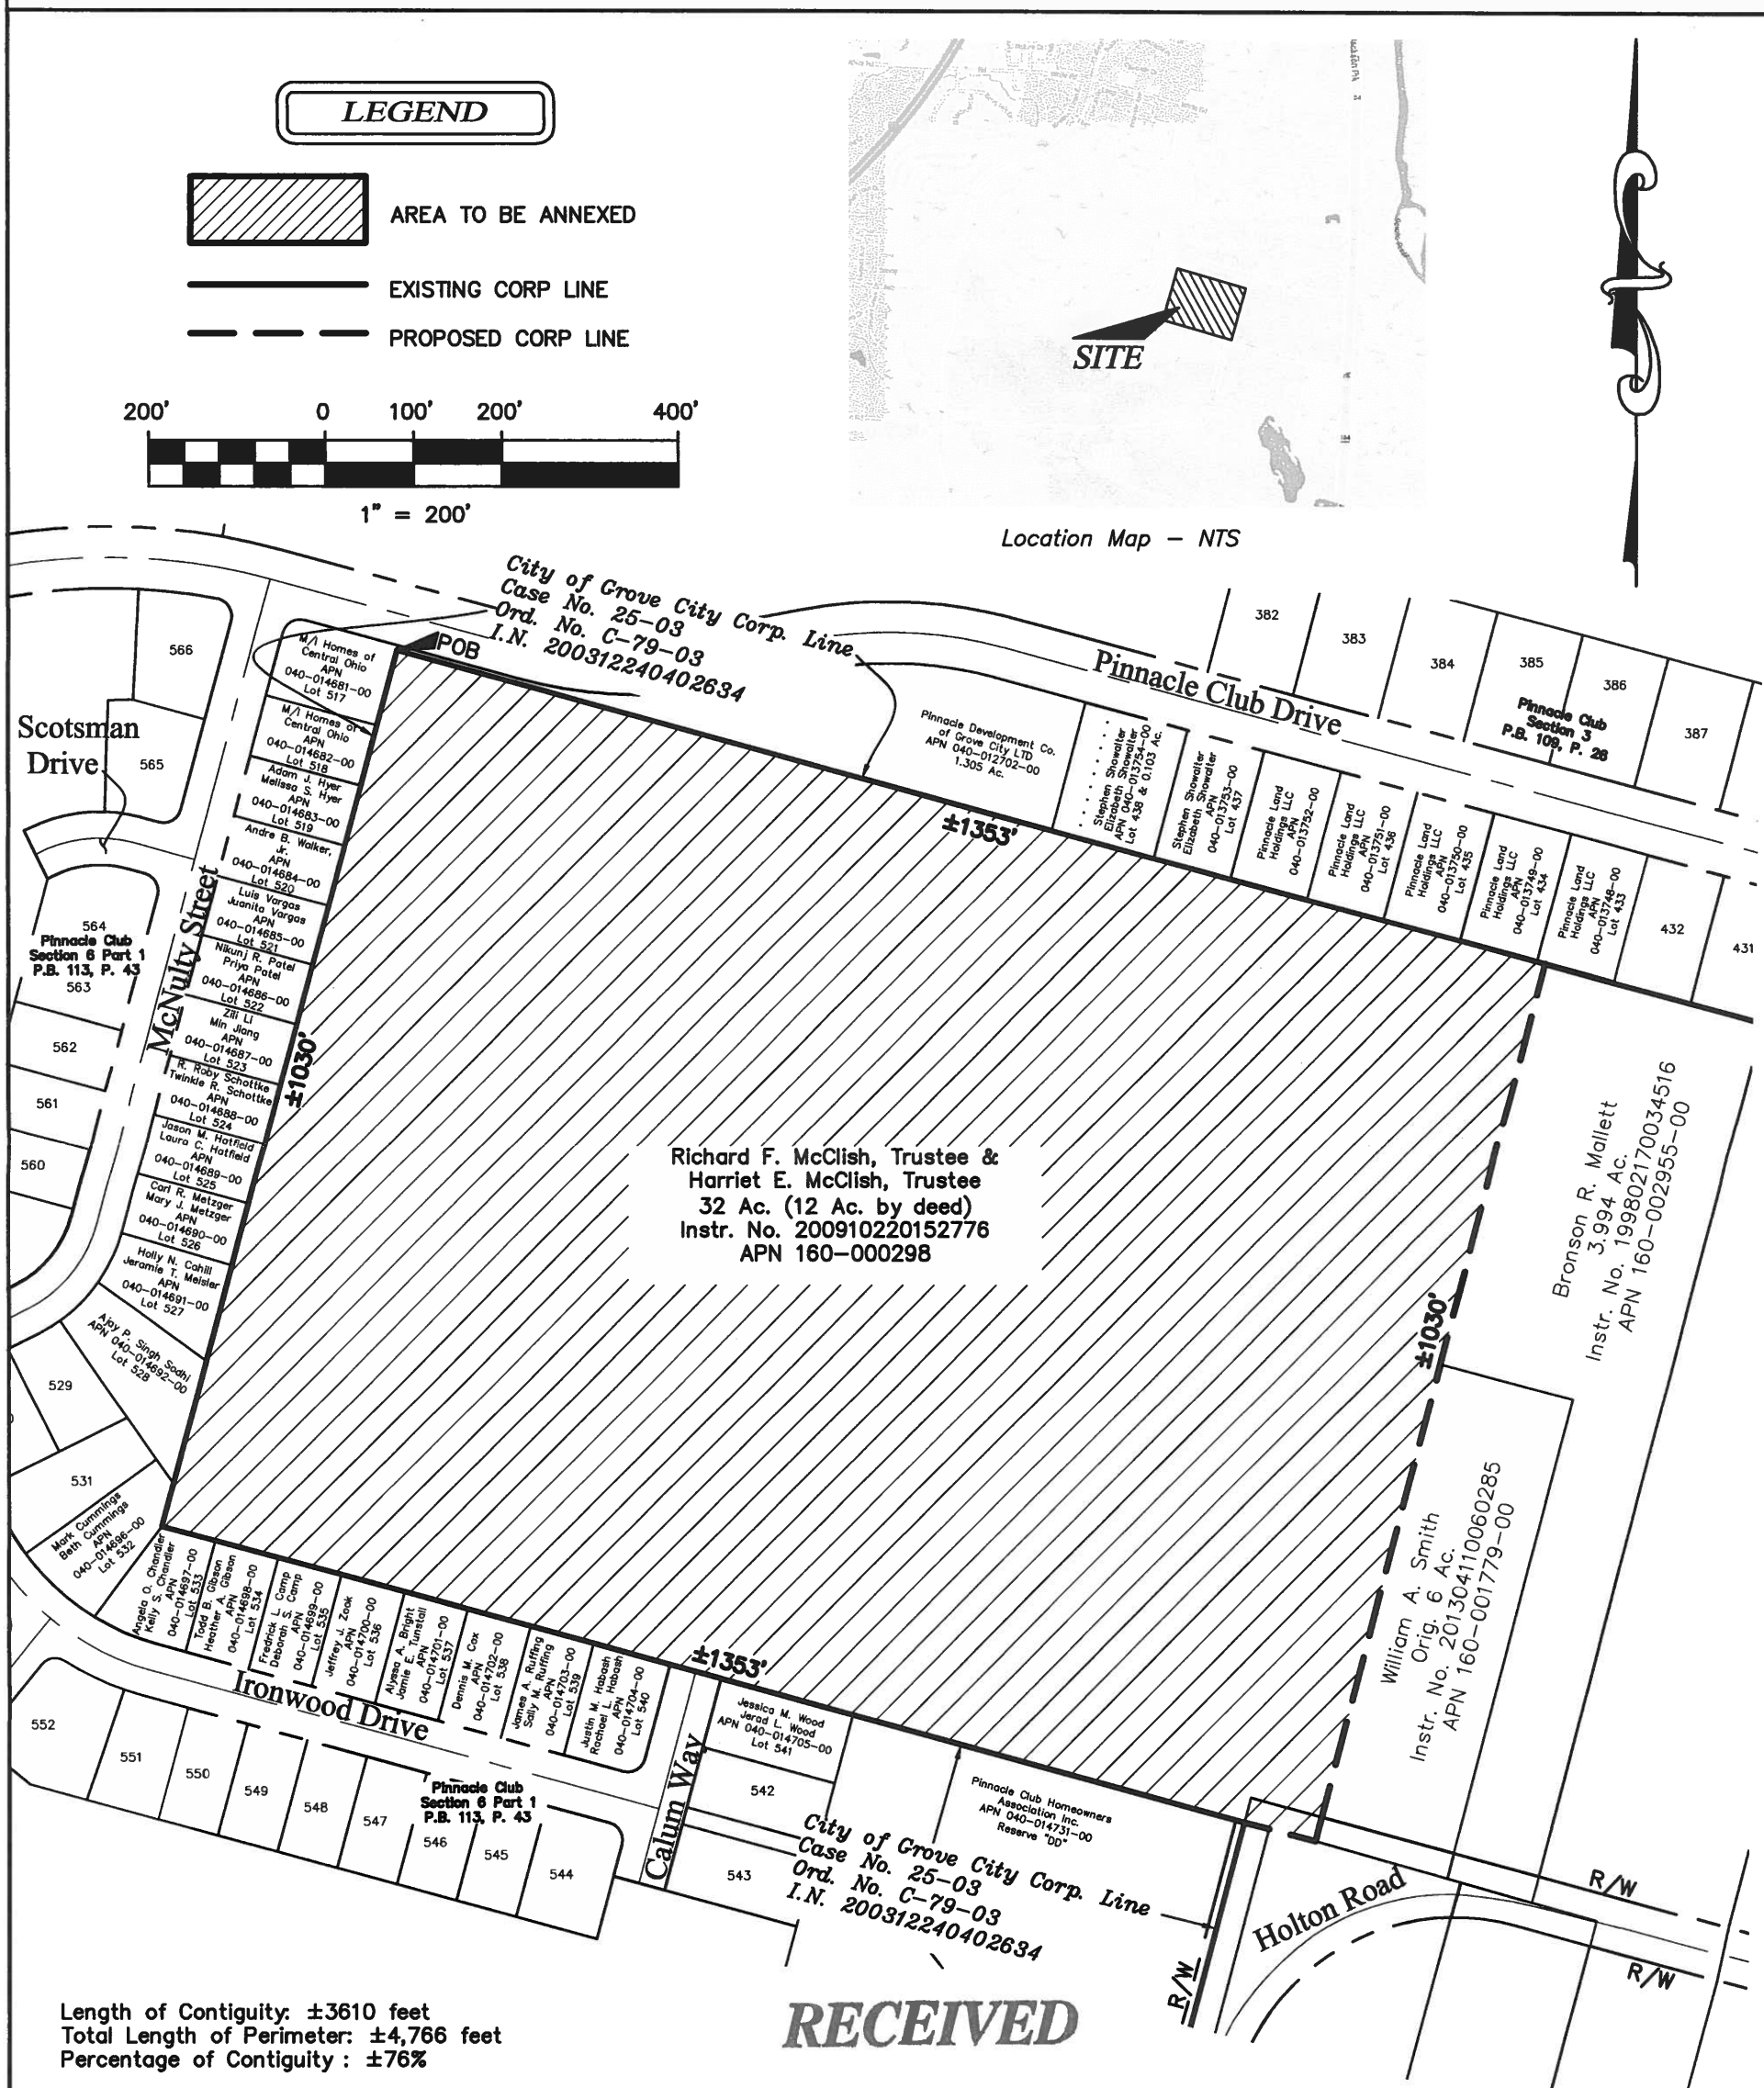 LEGEND
AREA TO BE ANNEXED
EXISTING CORP LINE
PROPOSED CORP LINE
200' 0 100' 200' 400'
1" = 200'
SITE
Location Map - NTS
City of Grove City Corp. Line
Case No. 25-03
Ord. No. C-79-03
I.N. 200312240402634
POB
Pinnacle Club Drive
382
383
384
385
386
387
Pinnacle Club
Section 3
P.B. 109, P. 26
566
565
Scotsman
Drive
564
Pinnacle Club
Section 6 Part 1
P.B. 113, P. 43
563
562
561
560
McNulty Street
M/I Homes of
Central Ohio
APN
040-014681-00
Lot 517
M/I Homes of
Central Ohio
APN
040-014682-00
Lot 518
Adam J. Hyer
Melissa S. Hyer
APN
040-014683-00
Lot 519
Andre B. Walker,
Jr.
APN
040-014684-00
Lot 520
Luis Vargas
Juanita Vargas
APN
040-014685-00
Lot 521
Nikunj R. Patel
Priya Patel
APN
040-014686-00
Lot 522
Zili Li
Min Jiang
APN
040-014687-00
Lot 523
R. Roby Schottke
Twinkle R. Schottke
APN
040-014688-00
Lot 524
Jason M. Hatfield
Laura C. Hatfield
APN
040-014689-00
Lot 525
Carl R. Metzger
Mary J. Metzger
APN
040-014690-00
Lot 526
Holly N. Cahill
Jeramie T. Meisler
APN
040-014691-00
Lot 527
Ajay P. Singh Sodhi
APN 040-014692-00
Lot 528
529
531
Mark Cummings
Beth Cummings
APN
040-014696-00
Lot 532
±1030'
±1353'
Pinnacle Development Co.
of Grove City LTD
APN 040-012702-00
1.305 Ac.
Stephen Showalter
Elizabeth Showalter
APN 040-013754-00
Lot 438 & 0.103 Ac.
Stephen Showalter
Elizabeth Showalter
APN
040-013753-00
Lot 437
Pinnacle Land
Holdings LLC
APN
040-013752-00
Pinnacle Land
Holdings LLC
APN
040-013751-00
Lot 436
Pinnacle Land
Holdings LLC
APN
040-013750-00
Lot 435
Pinnacle Land
Holdings LLC
APN
040-013749-00
Lot 434
Pinnacle Land
Holdings LLC
APN
040-013748-00
Lot 433
432
431
Richard F. McClish, Trustee &
Harriet E. McClish, Trustee
32 Ac. (12 Ac. by deed)
Instr. No. 200910220152776
APN 160-000298
±1030'
Bronson R. Mallett
3.994 Ac.
Instr. No. 199802170034516
APN 160-002955-00
William A. Smith
Orig. 6 Ac.
Instr. No. 201304110060285
APN 160-001779-00
Angela O. Chandler
Kelly S. Chandler
APN
040-014697-00
Lot 533
Todd B. Gibson
Heather A. Gibson
APN
040-014698-00
Lot 534
Fredrick L. Camp
Deborah S. Camp
APN
040-014699-00
Lot 535
Jeffrey J. Zook
APN
040-014700-00
Lot 536
Alyssa A. Bright
Jamie E. Tunstall
APN
040-014701-00
Lot 537
Dennis M. Cox
APN
040-014702-00
Lot 538
James A. Ruffing
Sally M. Ruffing
APN
040-014703-00
Lot 539
Justin M. Habash
Rachael L. Habash
APN
040-014704-00
Lot 540
±1353'
Jessica M. Wood
Jerad L. Wood
APN 040-014705-00
Lot 541
542
543
Ironwood Drive
552
551
550
549
548
547
546
545
544
Pinnacle Club
Section 6 Part 1
P.B. 113, P. 43
Calum Way
Pinnacle Club Homeowners
Association Inc.
APN 040-014731-00
Reserve "DD"
City of Grove City Corp. Line
Case No. 25-03
Ord. No. C-79-03
I.N. 200312240402634
Holton Road
R/W
R/W
R/W
Length of Contiguity: ±3610 feet
Total Length of Perimeter: ±4,766 feet
Percentage of Contiguity : ±76%
RECEIVED